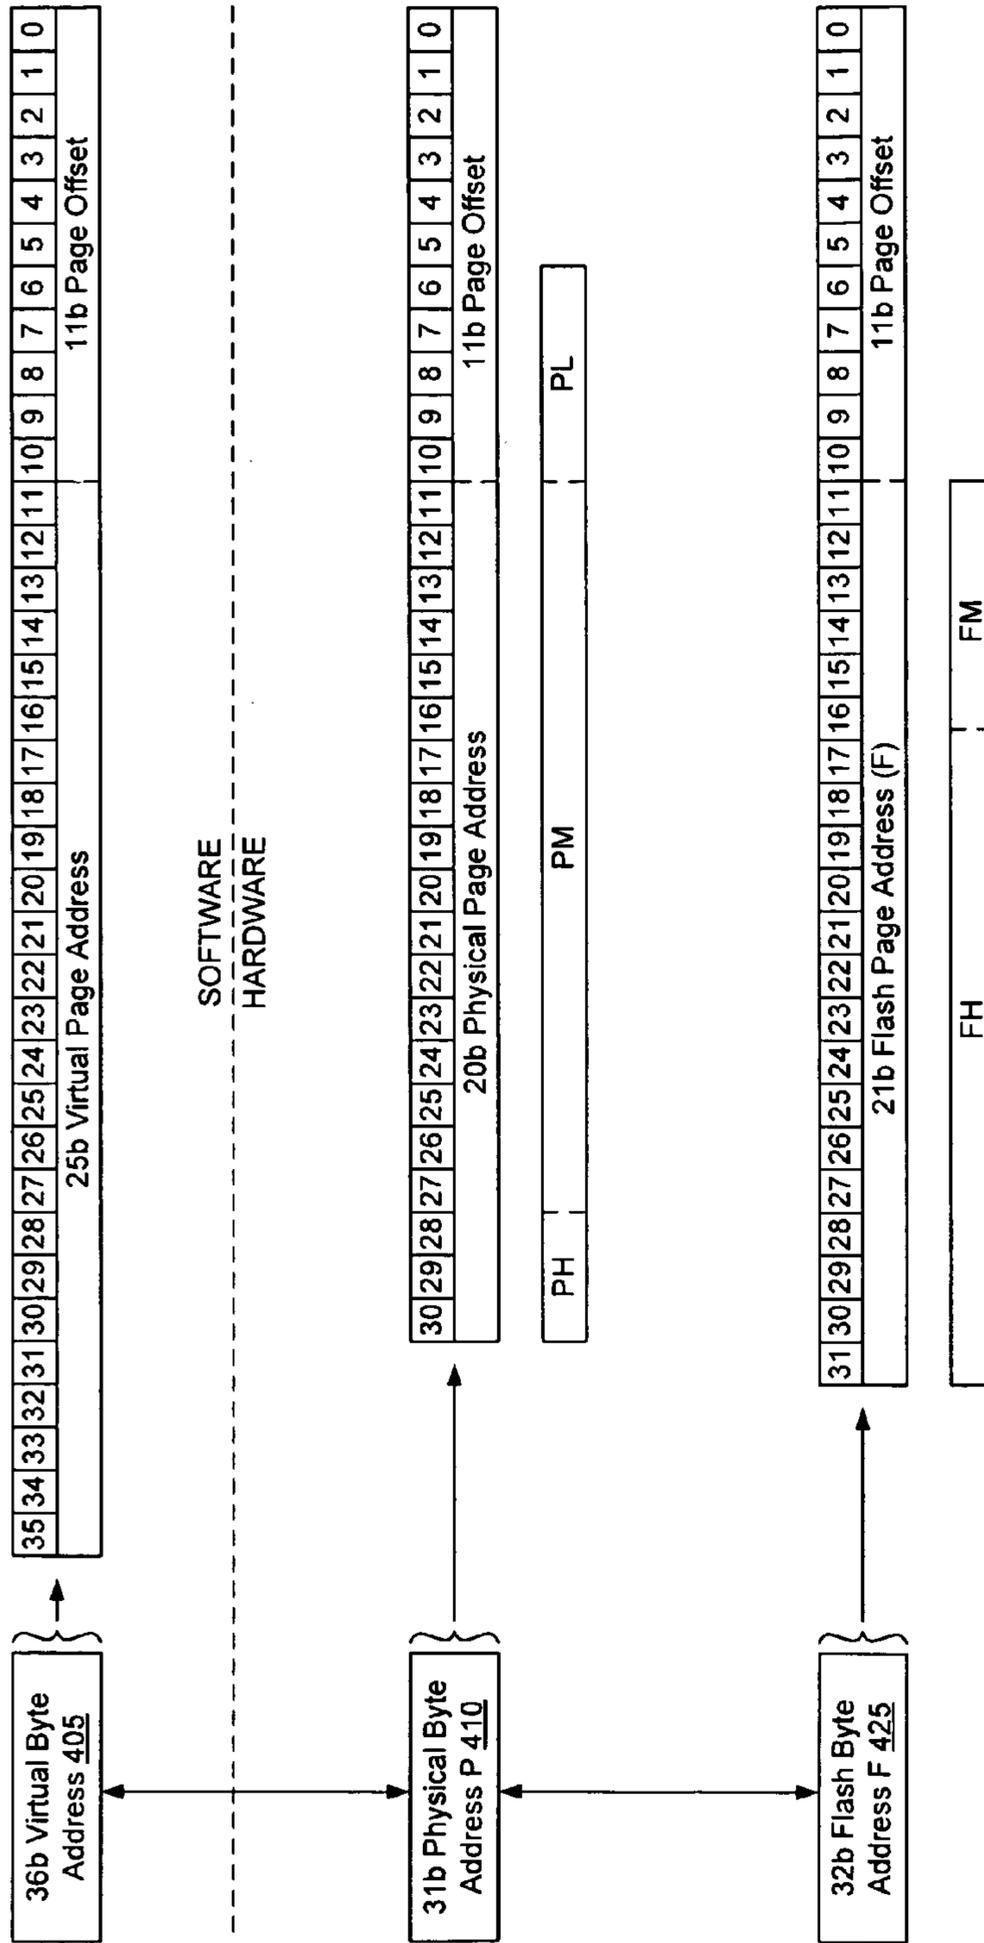 36b Virtual Byte
Address 405
35 34 33 32 31 30 29 28 27 26 25 24 23 22 21 20 19 18 17 16 15 14 13 12 11 10 9 8 7 6 5 4 3 2 1 0
25b Virtual Page Address
11b Page Offset
SOFTWARE
HARDWARE
31b Physical Byte
Address P 410
30 29 28 27 26 25 24 23 22 21 20 19 18 17 16 15 14 13 12 11 10 9 8 7 6 5 4 3 2 1 0
20b Physical Page Address
11b Page Offset
PH
PM
PL
32b Flash Byte
Address F 425
31 30 29 28 27 26 25 24 23 22 21 20 19 18 17 16 15 14 13 12 11 10 9 8 7 6 5 4 3 2 1 0
21b Flash Page Address (F)
11b Page Offset
FH
FM